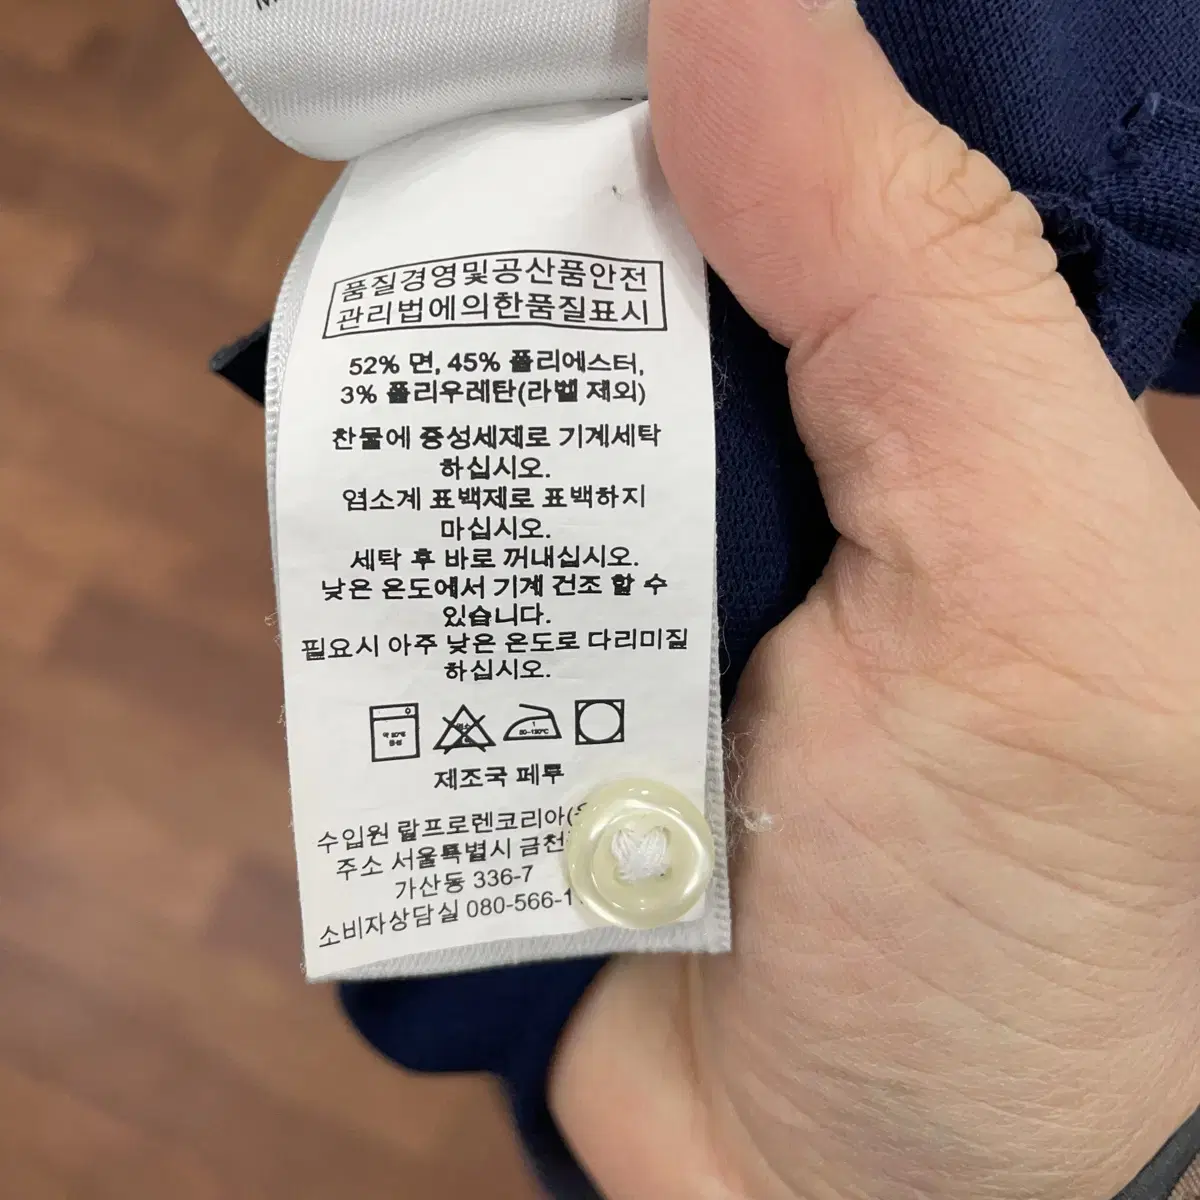 품질경영및공산품안전
관리법에의한품질표시
52% 면, 45% 폴리에스터,
3% 폴리우레탄(라벨 제외)
찬물에 중성세제로 기계세탁
하십시오.
염소계 표백제로 표백하지
마십시오.
세탁 후 바로 꺼내십시오.
낮은 온도에서 기계 건조 할 수
있습니다.
필요시 아주 낮은 온도로 다리미질
하십시오.
제조국 페루
수입원 랄프로렌코리아(
주소 서울특별시 금천
가산동 336-7
소비자상담실 080-566-1